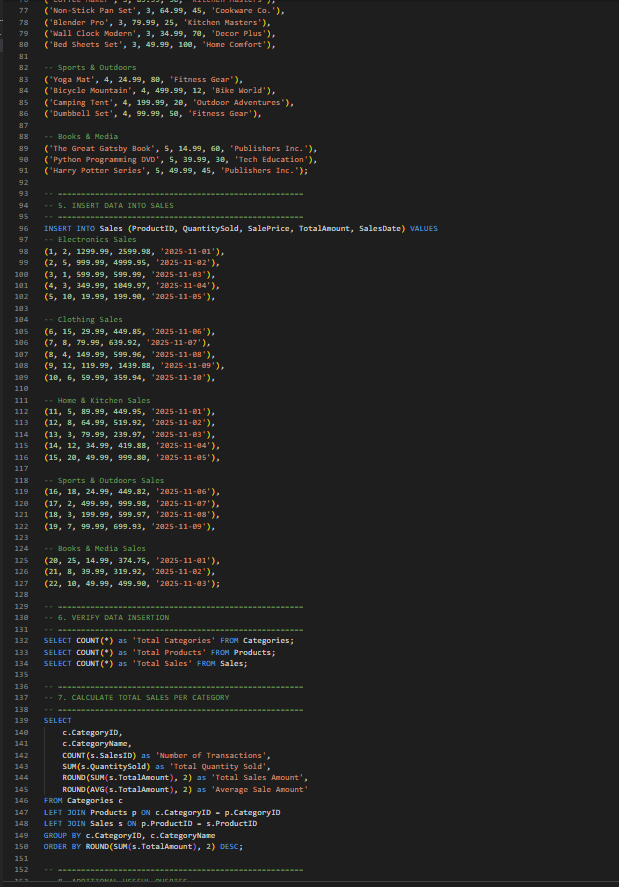 77 ('Non-Stick Pan Set', 3, 64.99, 45, 'Cookware Co.'),
78 ('Blender Pro', 3, 79.99, 25, 'Kitchen Masters'),
79 ('Wall Clock Modern', 3, 34.99, 70, 'Decor Plus'),
80 ('Bed Sheets Set', 3, 49.99, 100, 'Home Comfort'),
81
82 -- Sports & Outdoors
83 ('Yoga Mat', 4, 24.99, 80, 'Fitness Gear'),
84 ('Bicycle Mountain', 4, 499.99, 12, 'Bike World'),
85 ('Camping Tent', 4, 199.99, 20, 'Outdoor Adventures'),
86 ('Dumbbell Set', 4, 99.99, 50, 'Fitness Gear'),
87
88 -- Books & Media
89 ('The Great Gatsby Book', 5, 14.99, 60, 'Publishers Inc.'),
90 ('Python Programming DVD', 5, 39.99, 30, 'Tech Education'),
91 ('Harry Potter Series', 5, 49.99, 45, 'Publishers Inc.');
92
93 -- =====================================================
94 -- 5. INSERT DATA INTO SALES
95 -- =====================================================
96 INSERT INTO Sales (ProductID, QuantitySold, SalePrice, TotalAmount, SalesDate) VALUES
97 -- Electronics Sales
98 (1, 2, 1299.99, 2599.98, '2025-11-01'),
99 (2, 5, 999.99, 4999.95, '2025-11-02'),
100 (3, 1, 599.99, 599.99, '2025-11-03'),
101 (4, 3, 349.99, 1049.97, '2025-11-04'),
102 (5, 10, 19.99, 199.90, '2025-11-05'),
103
104 -- Clothing Sales
105 (6, 15, 29.99, 449.85, '2025-11-06'),
106 (7, 8, 79.99, 639.92, '2025-11-07'),
107 (8, 4, 149.99, 599.96, '2025-11-08'),
108 (9, 12, 119.99, 1439.88, '2025-11-09'),
109 (10, 6, 59.99, 359.94, '2025-11-10'),
110
111 -- Home & Kitchen Sales
112 (11, 5, 89.99, 449.95, '2025-11-01'),
113 (12, 8, 64.99, 519.92, '2025-11-02'),
114 (13, 3, 79.99, 239.97, '2025-11-03'),
115 (14, 12, 34.99, 419.88, '2025-11-04'),
116 (15, 20, 49.99, 999.80, '2025-11-05'),
117
118 -- Sports & Outdoors Sales
119 (16, 18, 24.99, 449.82, '2025-11-06'),
120 (17, 2, 499.99, 999.98, '2025-11-07'),
121 (18, 3, 199.99, 599.97, '2025-11-08'),
122 (19, 7, 99.99, 699.93, '2025-11-09'),
123
124 -- Books & Media Sales
125 (20, 25, 14.99, 374.75, '2025-11-01'),
126 (21, 8, 39.99, 319.92, '2025-11-02'),
127 (22, 10, 49.99, 499.90, '2025-11-03');
128
129 -- =====================================================
130 -- 6. VERIFY DATA INSERTION
131 -- =====================================================
132 SELECT COUNT(*) as 'Total Categories' FROM Categories;
133 SELECT COUNT(*) as 'Total Products' FROM Products;
134 SELECT COUNT(*) as 'Total Sales' FROM Sales;
135
136 -- =====================================================
137 -- 7. CALCULATE TOTAL SALES PER CATEGORY
138 -- =====================================================
139 SELECT
140 c.CategoryID,
141 c.CategoryName,
142 COUNT(s.SalesID) as 'Number of Transactions',
143 SUM(s.QuantitySold) as 'Total Quantity Sold',
144 ROUND(SUM(s.TotalAmount), 2) as 'Total Sales Amount',
145 ROUND(AVG(s.TotalAmount), 2) as 'Average Sale Amount'
146 FROM Categories c
147 LEFT JOIN Products p ON c.CategoryID = p.CategoryID
148 LEFT JOIN Sales s ON p.ProductID = s.ProductID
149 GROUP BY c.CategoryID, c.CategoryName
150 ORDER BY ROUND(SUM(s.TotalAmount), 2) DESC;
151
152 -- =====================================================